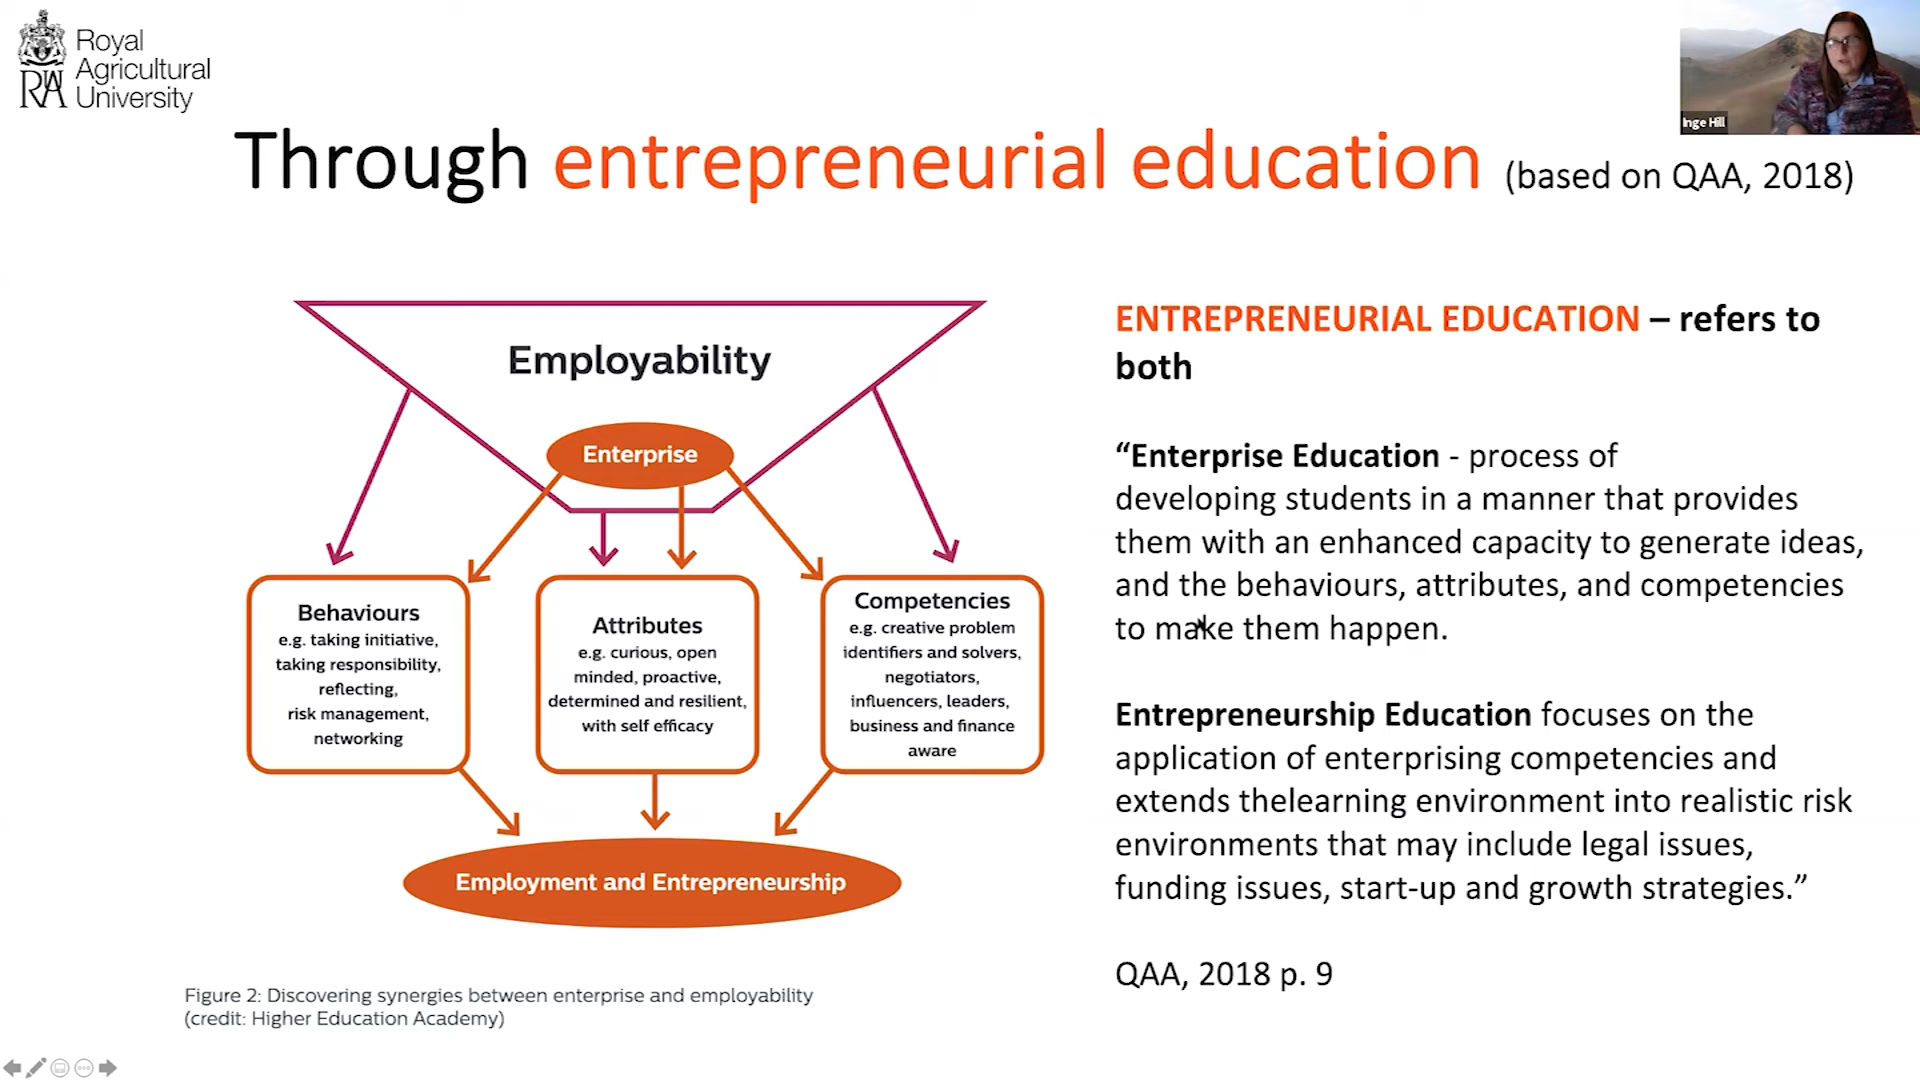 Royal
Agricultural
University
RAU
Inge Hill
Through entrepreneurial education (based on QAA, 2018)
Employability
Enterprise
Behaviours
e.g. taking initiative,
taking responsibility,
reflecting,
risk management,
networking
Attributes
e.g. curious, open
minded, proactive,
determined and resilient,
with self efficacy
Competencies
e.g. creative problem
identifiers and solvers,
negotiators,
influencers, leaders,
business and finance
aware
Employment and Entrepreneurship
Figure 2: Discovering synergies between enterprise and employability
(credit: Higher Education Academy)
ENTREPRENEURIAL EDUCATION – refers to
both
“Enterprise Education - process of
developing students in a manner that provides
them with an enhanced capacity to generate ideas,
and the behaviours, attributes, and competencies
to make them happen.
Entrepreneurship Education focuses on the
application of enterprising competencies and
extends thelearning environment into realistic risk
environments that may include legal issues,
funding issues, start-up and growth strategies.”
QAA, 2018 p. 9